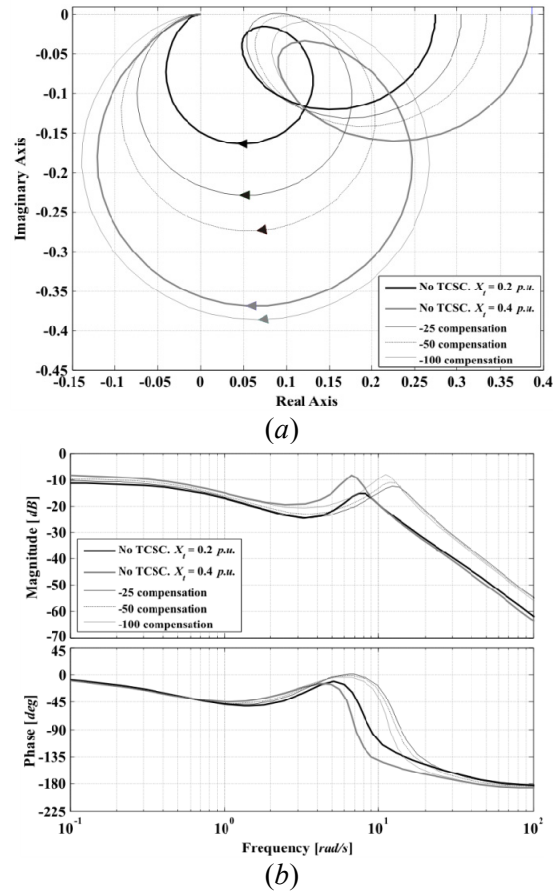 0
-0.05
-0.1
-0.15
-0.2
-0.25
-0.3
-0.35
-0.4
-0.45
Imaginary Axis
-0.15 -0.1 -0.05 0 0.05 0.1 0.15 0.2 0.25 0.3 0.35 0.4
Real Axis
No TCSC. Xt = 0.2 p.u.
No TCSC. Xt = 0.4 p.u.
-25 compensation
-50 compensation
-100 compensation
(a)
0
-10
-20
-30
-40
-50
-60
-70
Magnitude [dB]
No TCSC. Xt = 0.2 p.u.
No TCSC. Xt = 0.4 p.u.
-25 compensation
-50 compensation
-100 compensation
45
0
-45
-90
-135
-180
-225
Phase [deg]
10-1 100 101 102
Frequency [rad/s]
(b)